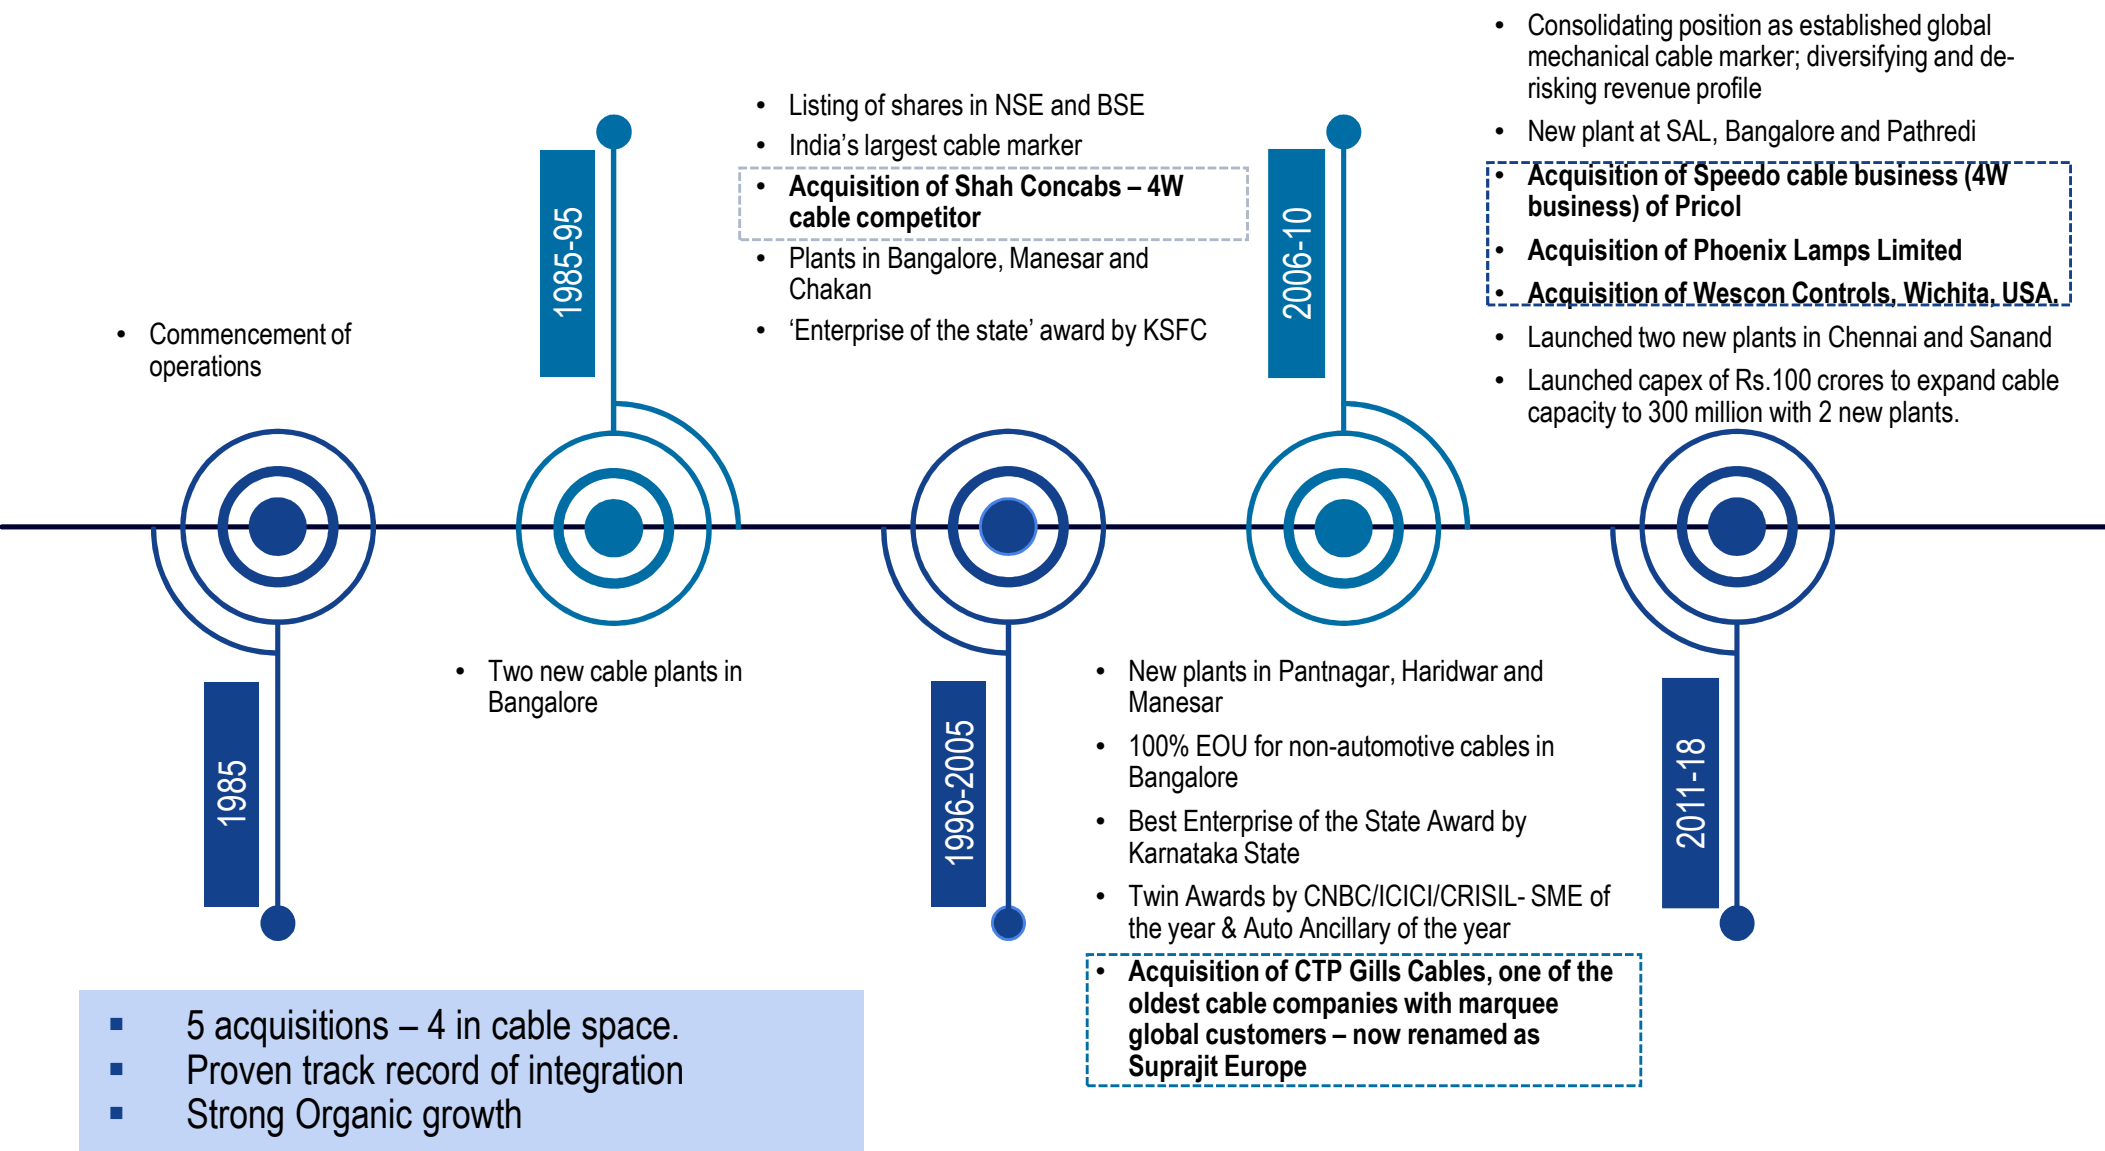 • Commencement of
operations
1985
1985-95
• Two new cable plants in
Bangalore
• Listing of shares in NSE and BSE
• India’s largest cable marker
• Acquisition of Shah Concabs – 4W
cable competitor
• Plants in Bangalore, Manesar and
Chakan
• ‘Enterprise of the state’ award by KSFC
1996-2005
2006-10
• New plants in Pantnagar, Haridwar and
Manesar
• 100% EOU for non-automotive cables in
Bangalore
• Best Enterprise of the State Award by
Karnataka State
• Twin Awards by CNBC/ICICI/CRISIL- SME of
the year & Auto Ancillary of the year
• Acquisition of CTP Gills Cables, one of the
oldest cable companies with marquee
global customers – now renamed as
Suprajit Europe
• Consolidating position as established global
mechanical cable marker; diversifying and de-
risking revenue profile
• New plant at SAL, Bangalore and Pathredi
• Acquisition of Speedo cable business (4W
business) of Pricol
• Acquisition of Phoenix Lamps Limited
• Acquisition of Wescon Controls, Wichita, USA.
• Launched two new plants in Chennai and Sanand
• Launched capex of Rs.100 crores to expand cable
capacity to 300 million with 2 new plants.
2011-18
▪ 5 acquisitions – 4 in cable space.
▪ Proven track record of integration
▪ Strong Organic growth